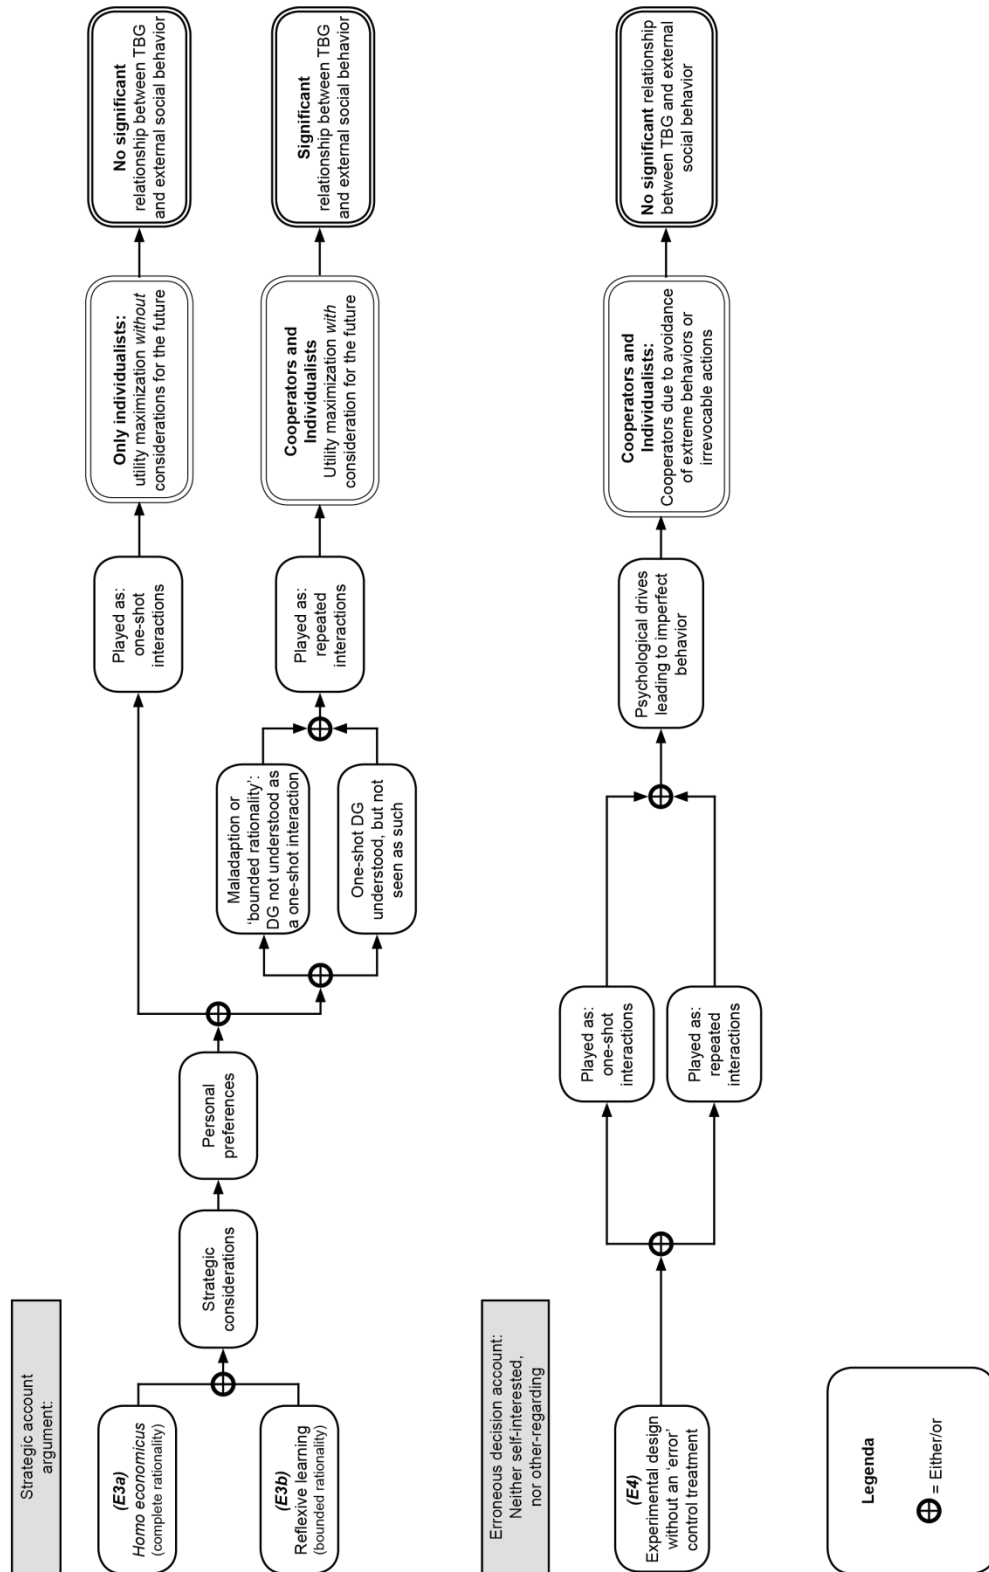 Strategic account
argument:
(E3a)
Homo economicus
(complete rationality)
(E3b)
Reflexive learning
(bounded rationality)
Strategic
considerations
Personal
preferences
Played as:
one-shot
interactions
Only individualists:
utility maximization without
considerations for the future
No significant
relationship between TBG
and external social behavior
Maladaption or
‘bounded rationality’:
DG not understood as
a one-shot interaction
One-shot DG
understood, but not
seen as such
Played as:
repeated
interactions
Cooperators and
Individualists
Utility maximization with
consideration for the future
Significant
relationship between TBG
and external social behavior
Erroneous decision account:
Neither self-interested,
nor other-regarding
(E4)
Experimental design
without an ‘error’
control treatment
Played as:
one-shot
interactions
Played as:
repeated
interactions
Psychological drives
leading to imperfect
behavior
Cooperators and
Individualists:
Cooperators due to avoidance
of extreme behaviors or
irrevocable actions
No significant relationship
between TBG and external
social behavior
Legenda
⊕ = Either/or